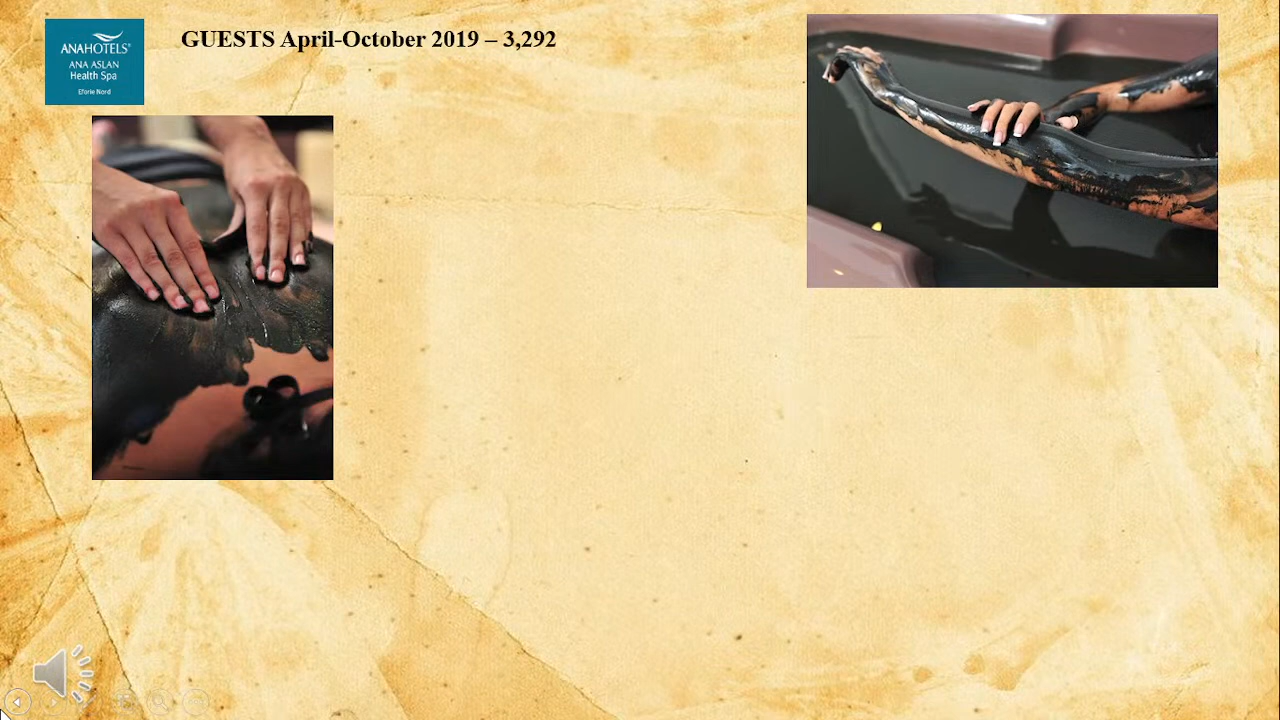 ANAHOTELS®
ANA ASLAN
Health Spa
Eforie Nord
GUESTS April-October 2019 – 3,292